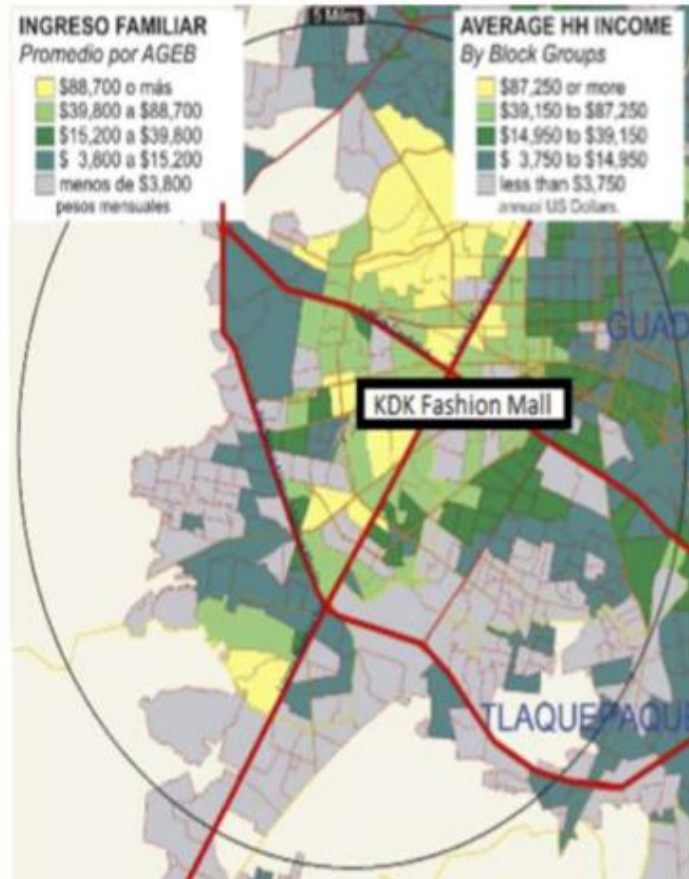 5 Miles
INGRESO FAMILIAR
Promedio por AGEB
$88,700 o más
$39,800 a $88,700
$15,200 a $39,800
$ 3,800 a $15,200
menos de $3,800
pesos mensuales
AVERAGE HH INCOME
By Block Groups
$87,250 or more
$39,150 to $87,250
$14,950 to $39,150
$ 3,750 to $14,950
less than $3,750
annual US Dollars.
GUAD
KDK Fashion Mall
TLAQUEPAQUE